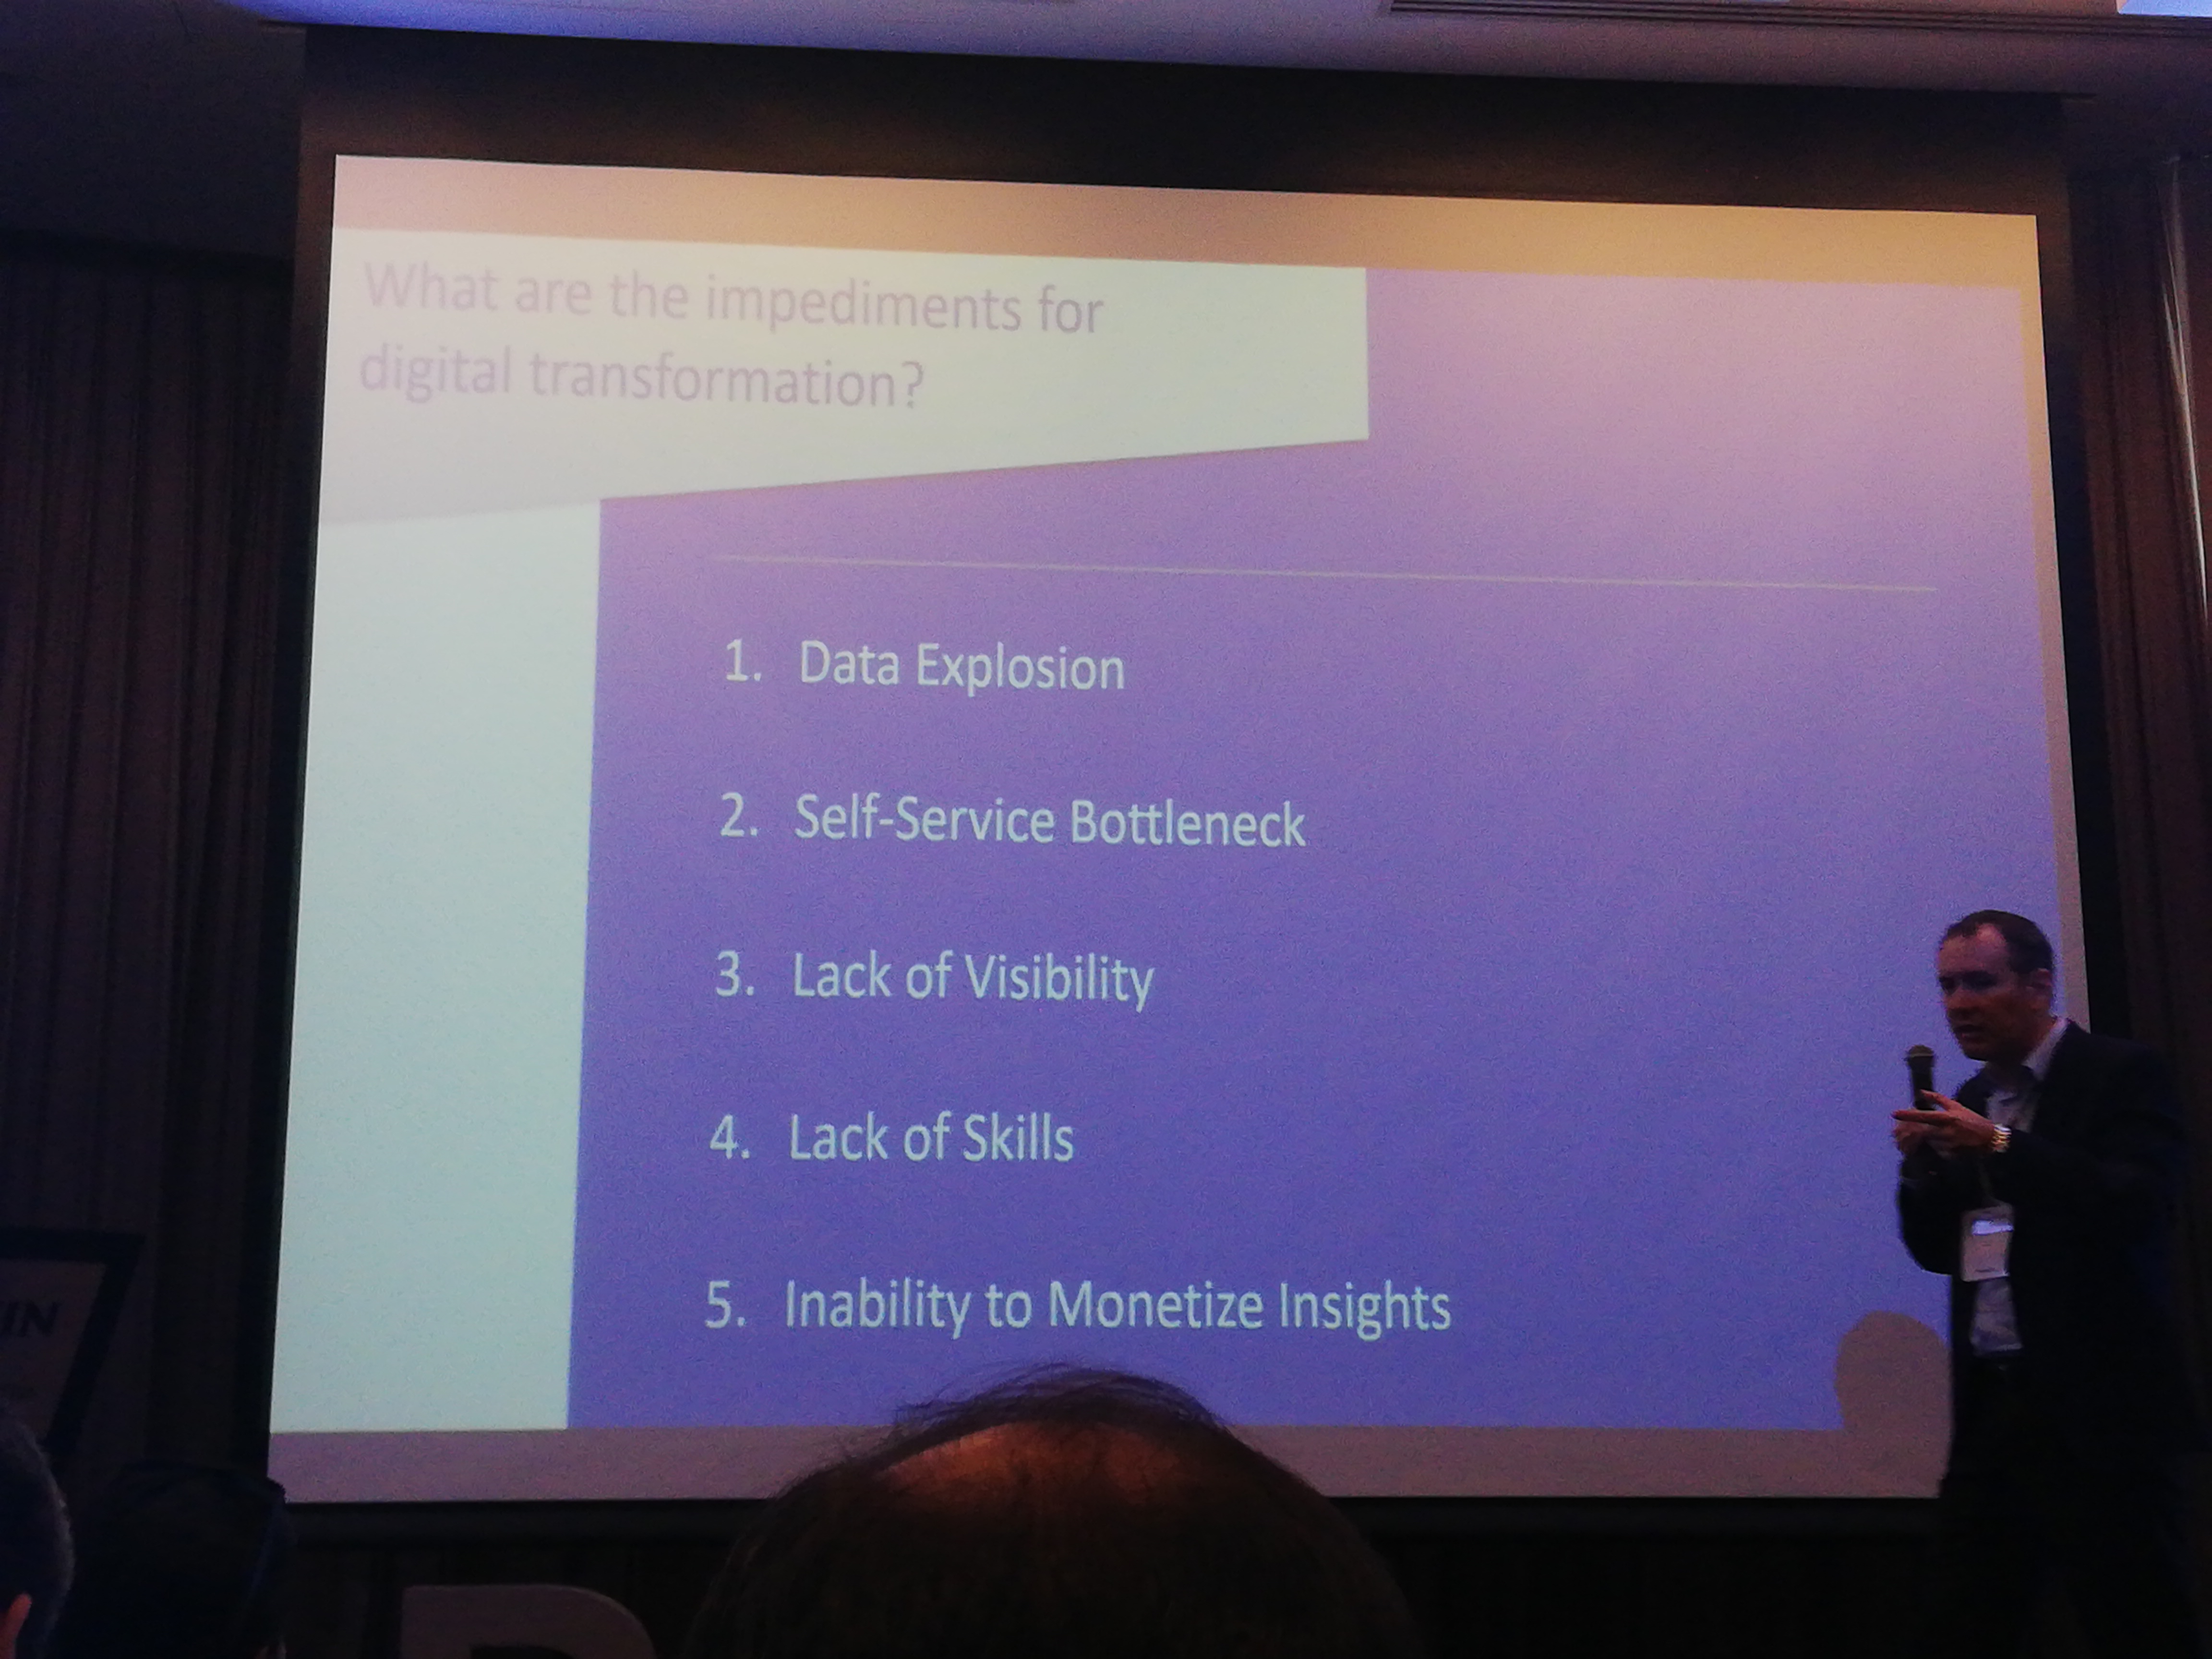 What are the impediments for
digital transformation?
1. Data Explosion
2. Self-Service Bottleneck
3. Lack of Visibility
4. Lack of Skills
5. Inability to Monetize Insights